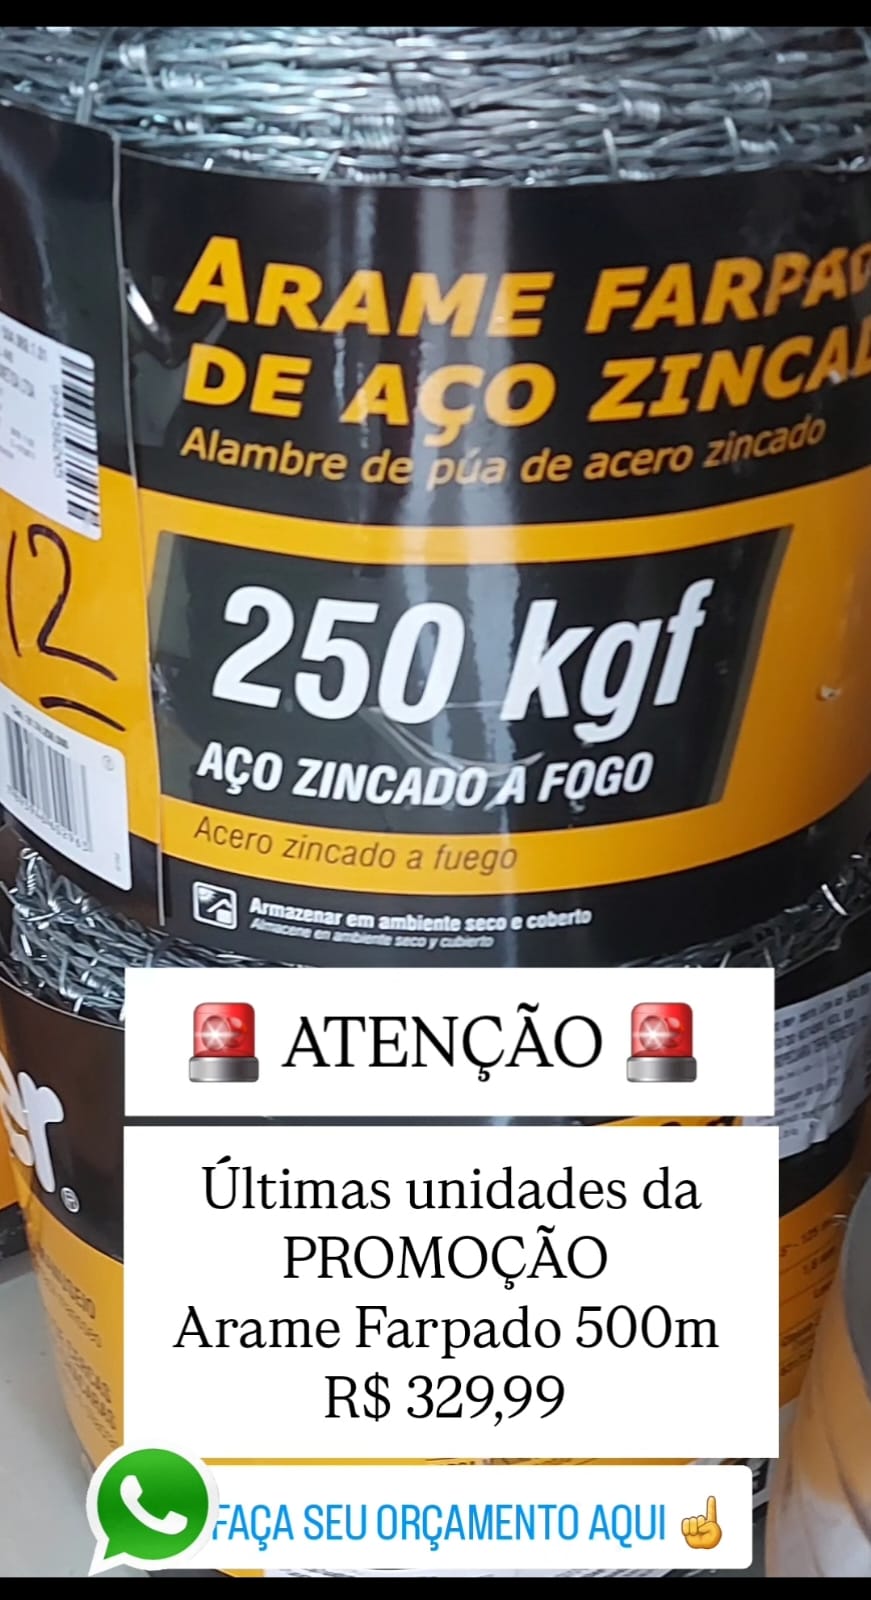 ARAME FARPAD
DE AÇO ZINCAD
Alambre de púa de acero zincado
12
250 kgf
AÇO ZINCADO A FOGO
Acero zincado a fuego
Armazenar em ambiente seco e coberto
Almacene en ambiente seco y cubierto
🚨 ATENÇÃO 🚨
er®
Últimas unidades da
PROMOÇÃO
Arame Farpado 500m
R$ 329,99
FAÇA SEU ORÇAMENTO AQUI ☝